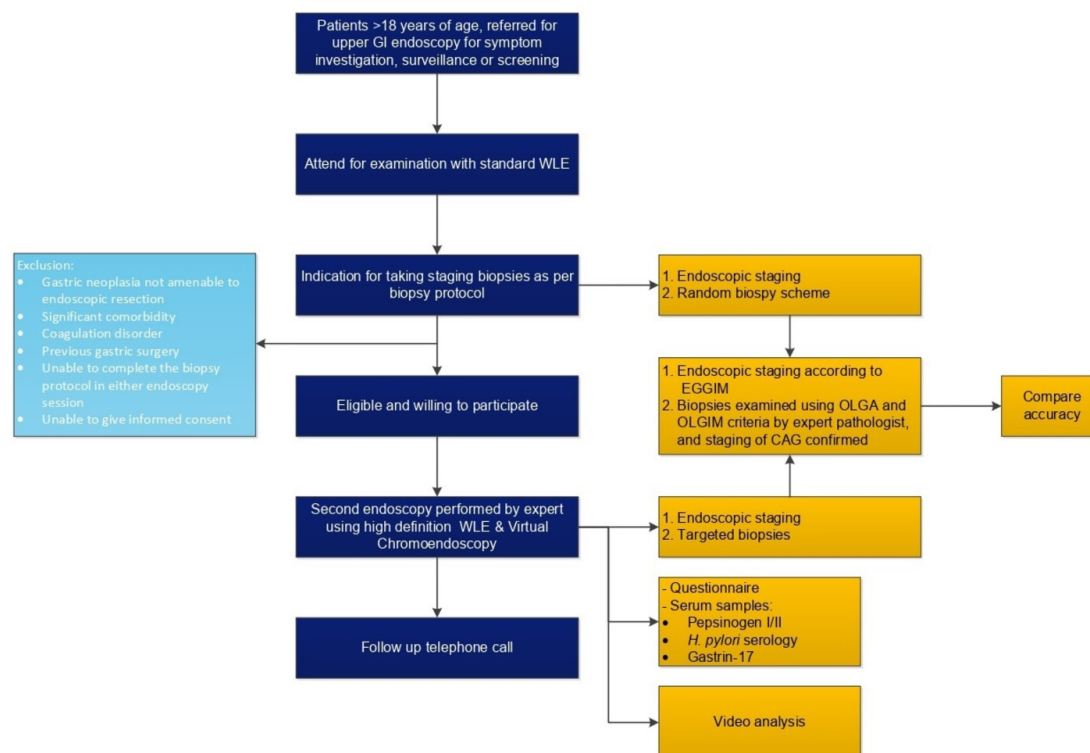 Patients >18 years of age, referred for
upper GI endoscopy for symptom
investigation, surveillance or screening
Attend for examination with standard WLE
Exclusion:
• Gastric neoplasia not amenable to
endoscopic resection
• Significant comorbidity
• Coagulation disorder
• Previous gastric surgery
• Unable to complete the biopsy
protocol in either endoscopy
session
• Unable to give informed consent
Indication for taking staging biopsies as per
biopsy protocol
1. Endoscopic staging
2. Random biospy scheme
Eligible and willing to participate
1. Endoscopic staging according to
EGGIM
2. Biopsies examined using OLGA and
OLGIM criteria by expert pathologist,
and staging of CAG confirmed
Compare
accuracy
Second endoscopy performed by expert
using high definition WLE & Virtual
Chromoendoscopy
1. Endoscopic staging
2. Targeted biopsies
- Questionnaire
- Serum samples:
• Pepsinogen I/II
• H. pylori serology
• Gastrin-17
Follow up telephone call
Video analysis